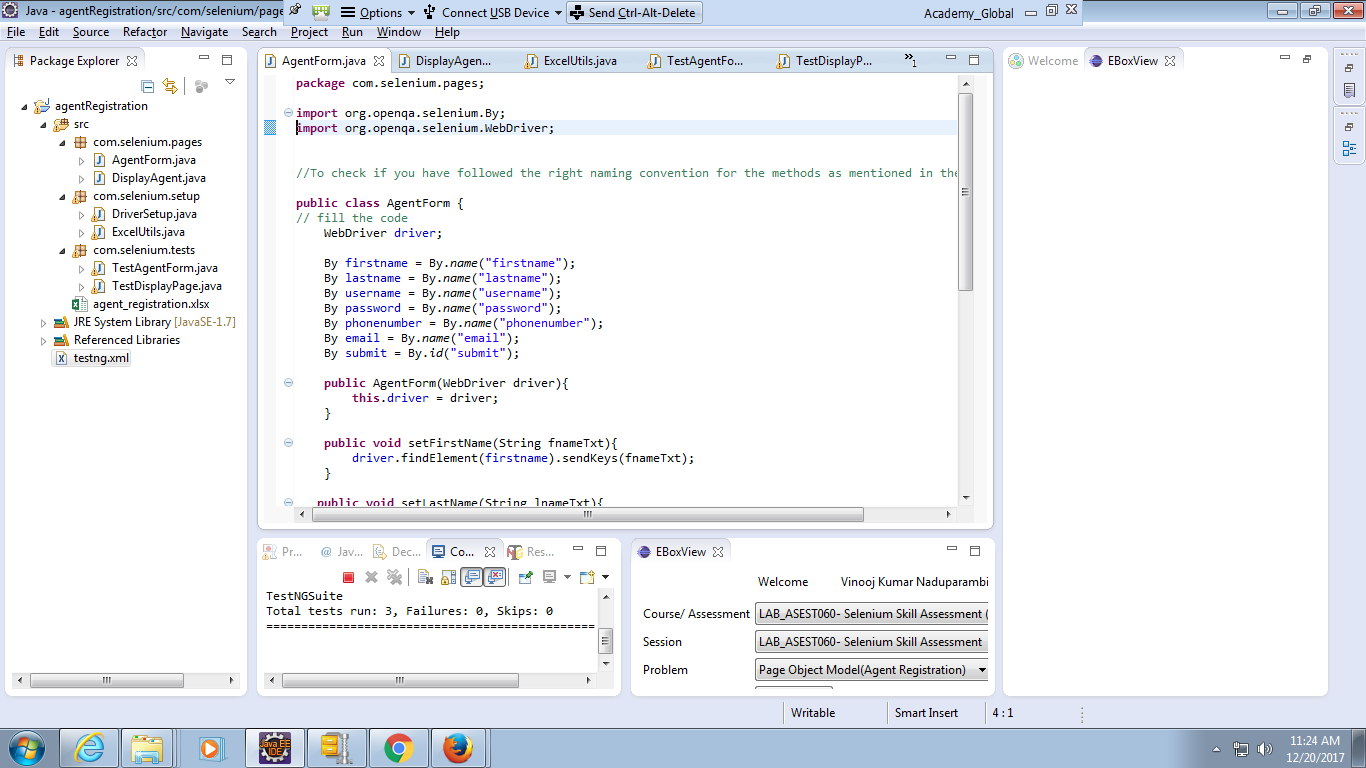 Java - agentRegistration/src/com/selenium/page
Options
Connect USB Device
Send Ctrl-Alt-Delete
Academy_Global
File Edit Source Refactor Navigate Search Project Run Window Help
Package Explorer
agentRegistration
src
com.selenium.pages
AgentForm.java
DisplayAgent.java
com.selenium.setup
DriverSetup.java
ExcelUtils.java
com.selenium.tests
TestAgentForm.java
TestDisplayPage.java
agent_registration.xlsx
JRE System Library [JavaSE-1.7]
Referenced Libraries
testng.xml
AgentForm.java DisplayAgen... ExcelUtils.java TestAgentFo... TestDisplayP... »1
package com.selenium.pages;
import org.openqa.selenium.By;
import org.openqa.selenium.WebDriver;
//To check if you have followed the right naming convention for the methods as mentioned in the
public class AgentForm {
// fill the code
WebDriver driver;
By firstname = By.name("firstname");
By lastname = By.name("lastname");
By username = By.name("username");
By password = By.name("password");
By phonenumber = By.name("phonenumber");
By email = By.name("email");
By submit = By.id("submit");
public AgentForm(WebDriver driver){
this.driver = driver;
}
public void setFirstName(String fnameTxt){
driver.findElement(firstname).sendKeys(fnameTxt);
}
public void setLastName(String lnameTxt){
Welcome EBoxView
Pr... @ Jav... Dec... Co... Res...
TestNGSuite
Total tests run: 3, Failures: 0, Skips: 0
===============================================
EBoxView
Welcome Vinooj Kumar Naduparambi
Course/ Assessment LAB_ASEST060- Selenium Skill Assessment (
Session LAB_ASEST060- Selenium Skill Assessment
Problem Page Object Model(Agent Registration)
Writable Smart Insert 4 : 1
Java EE
IDE
11:24 AM
12/20/2017